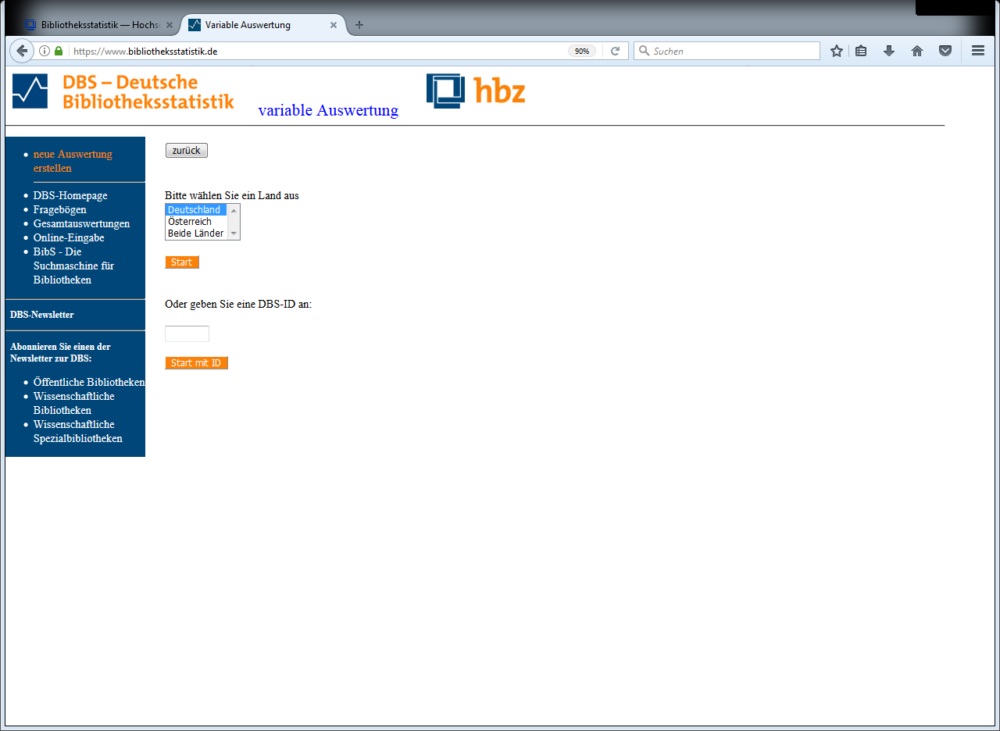 Bibliotheksstatistik — Hochs
Variable Auswertung
https://www.bibliotheksstatistik.de
90%
Suchen
DBS – Deutsche
Bibliotheksstatistik
variable Auswertung
hbz
neue Auswertung
erstellen
DBS-Homepage
Fragebögen
Gesamtauswertungen
Online-Eingabe
BibS - Die
Suchmaschine für
Bibliotheken
DBS-Newsletter
Abonnieren Sie einen der
Newsletter zur DBS:
Öffentliche Bibliotheken
Wissenschaftliche
Bibliotheken
Wissenschaftliche
Spezialbibliotheken
zurück
Bitte wählen Sie ein Land aus
Deutschland
Österreich
Beide Länder
Start
Oder geben Sie eine DBS-ID an:
Start mit ID